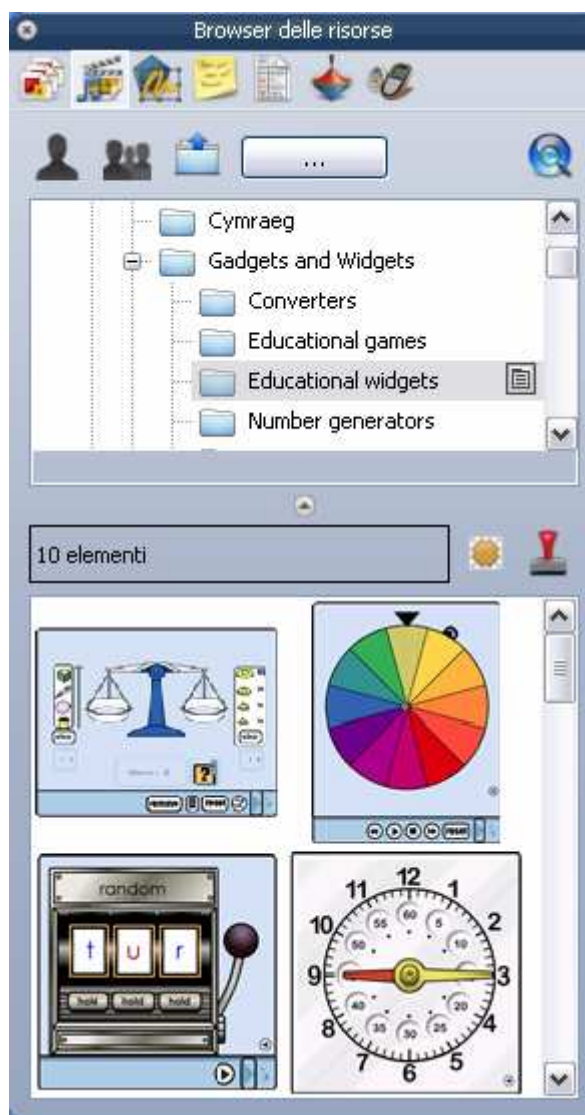 Browser delle risorse
...
Cymraeg
Gadgets and Widgets
Converters
Educational games
Educational widgets
Number generators
10 elementi
remove reset
reset
random
t u r
hold hold hold
12
11 1
60
55 5
10 2
50 10
9 3
40 20
35 25
30
8 4
7 5
6